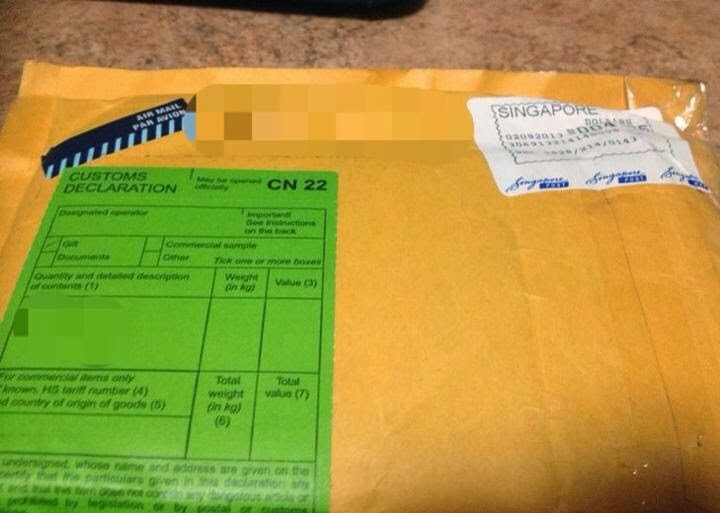 AIR MAIL
PAR AVION
SINGAPORE
02082013
Singapore POST Singapore POST
CUSTOMS
DECLARATION
May be opened
officially
CN 22
Designated operator
Important!
See instructions
on the back
Gift
Commercial sample
Documents
Other
Tick one or more boxes
Quantity and detailed description
of contents (1)
Weight
(in kg)
Value (3)
For commercial items only
known, HS tariff number (4)
d country of origin of goods (5)
Total
weight
(in kg)
(6)
Total
value (7)
undersigned, whose name and address are given on the
certify that the particulars given in this declaration are
t and that this item does not contain any dangerous article or
prohibited by legislation or by postal or customs